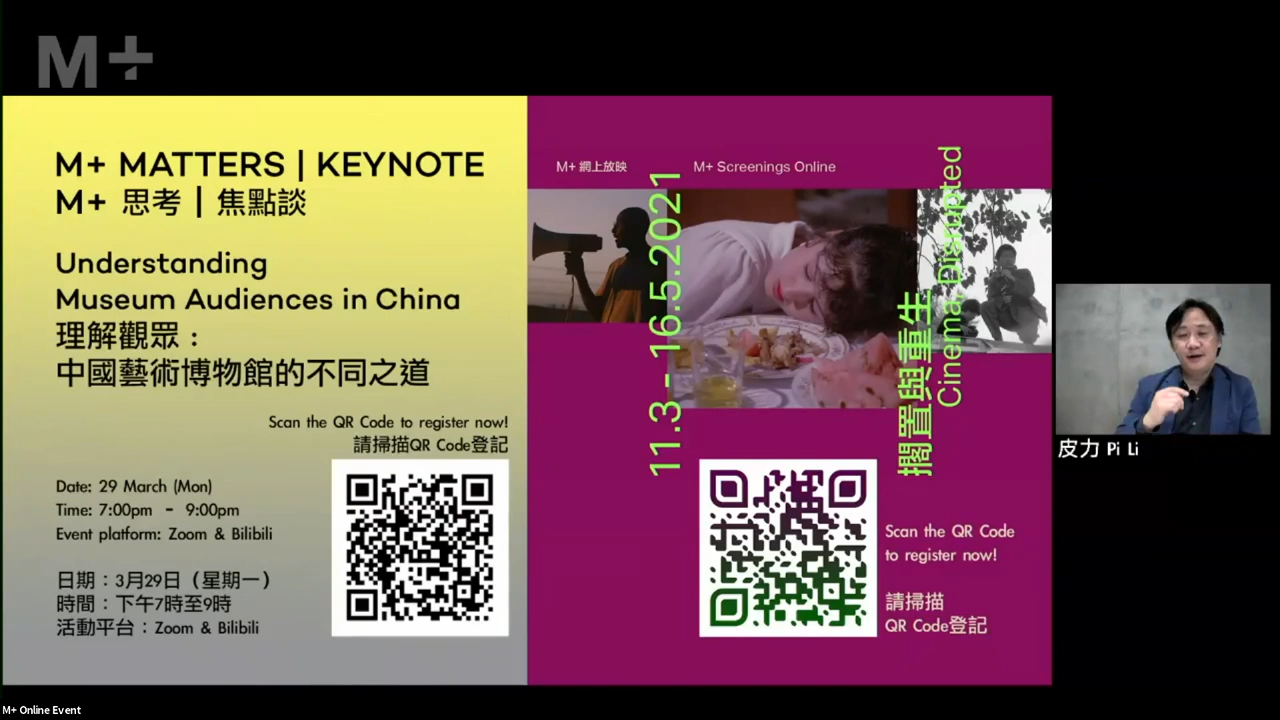 M+
M+ MATTERS | KEYNOTE
M+ 思考 | 焦點談
Understanding
Museum Audiences in China
理解觀眾：
中國藝術博物館的不同之道
Scan the QR Code to register now!
請掃描QR Code登記
Date: 29 March (Mon)
Time: 7:00pm – 9:00pm
Event platform: Zoom & Bilibili
日期：3月29日（星期一）
時間：下午7時至9時
活動平台：Zoom & Bilibili
M+ 網上放映
M+ Screenings Online
11.3 - 16.5.2021
擱置與重生
Cinema, Disrupted
Scan the QR Code
to register now!
請掃描
QR Code登記
皮力 Pi Li
M+ Online Event